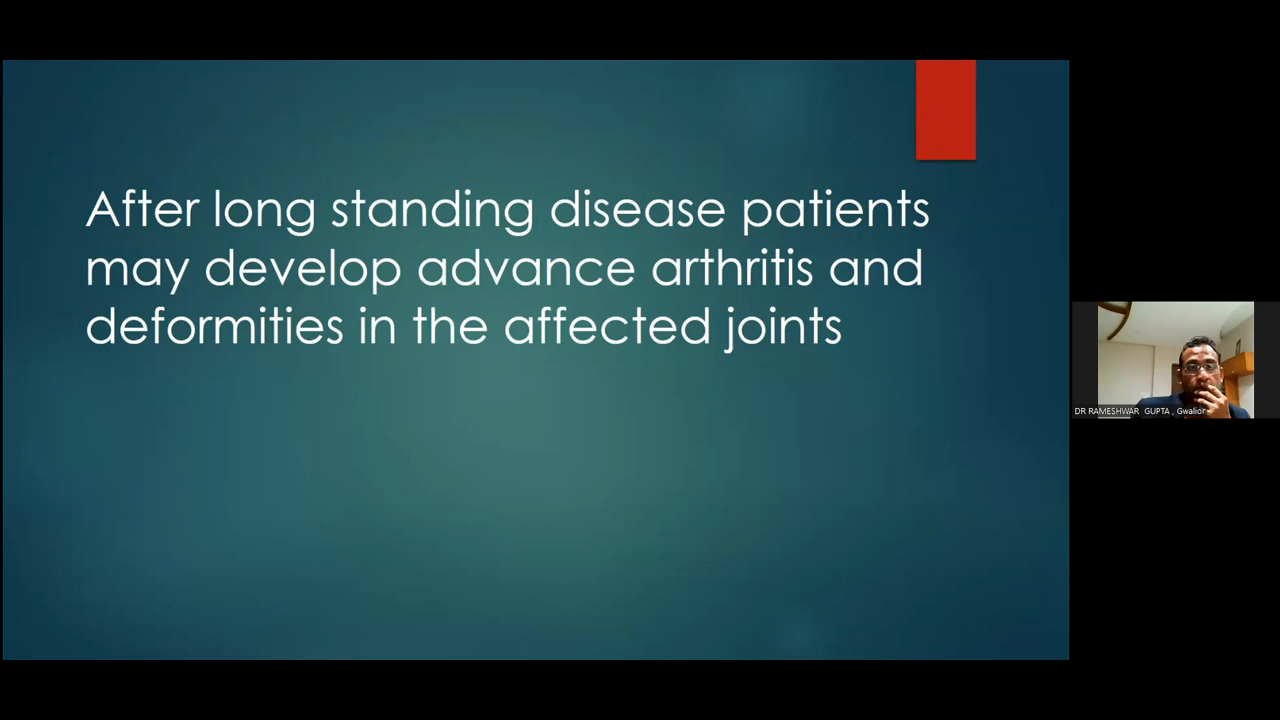 After long standing disease patients
may develop advance arthritis and
deformities in the affected joints
DR RAMESHWAR GUPTA , Gwalior